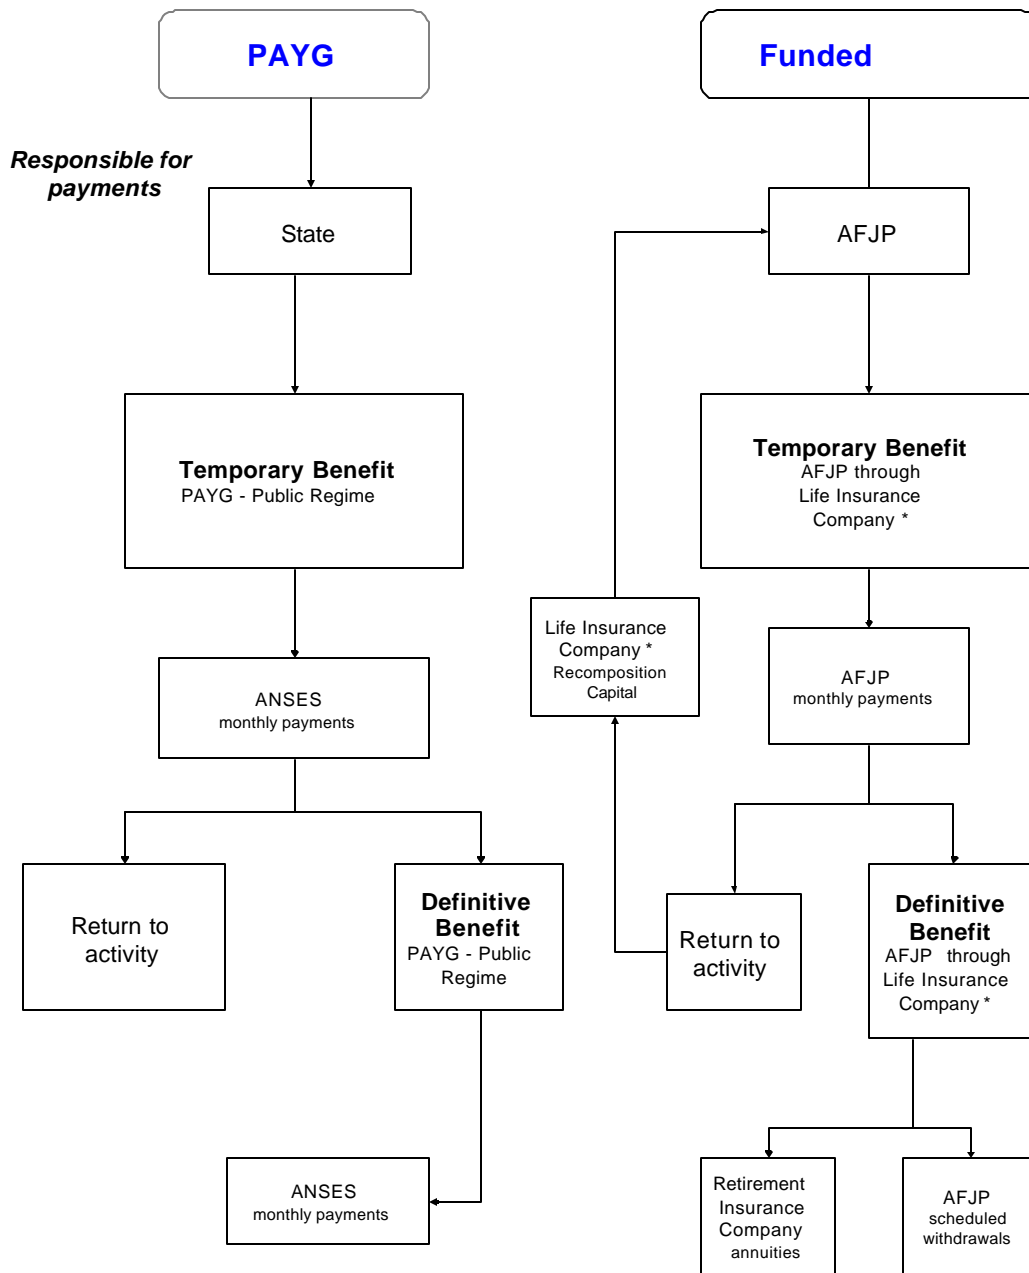 PAYG
Funded
Responsible for
payments
State
AFJP
Temporary Benefit
PAYG - Public Regime
Temporary Benefit
AFJP through
Life Insurance
Company *
Life Insurance
Company *
Recomposition
Capital
ANSES
monthly payments
AFJP
monthly payments
Return to
activity
Definitive
Benefit
PAYG - Public
Regime
Return to
activity
Definitive
Benefit
AFJP through
Life Insurance
Company *
ANSES
monthly payments
Retirement
Insurance
Company
annuities
AFJP
scheduled
withdrawals